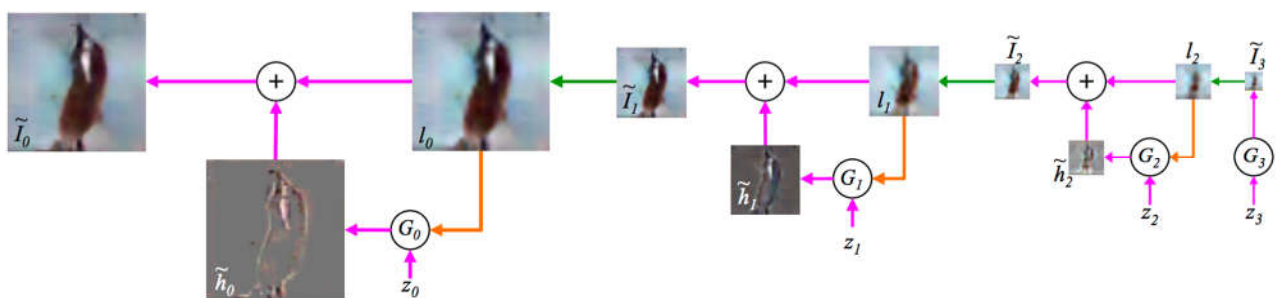 Ĩ₀
+
l₀
h̃₀
G₀
z₀
Ĩ₁
+
l₁
h̃₁
G₁
z₁
Ĩ₂
+
l₂
Ĩ₃
h̃₂
G₂
G₃
z₂
z₃